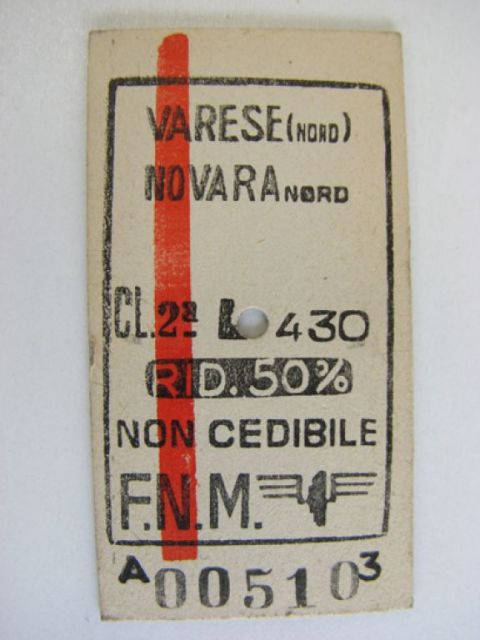 VARESE (NORD)
NOVARA NORD
CL. 2ª L. 430
RID. 50%
NON CEDIBILE
F.N.M.
A 00510 3